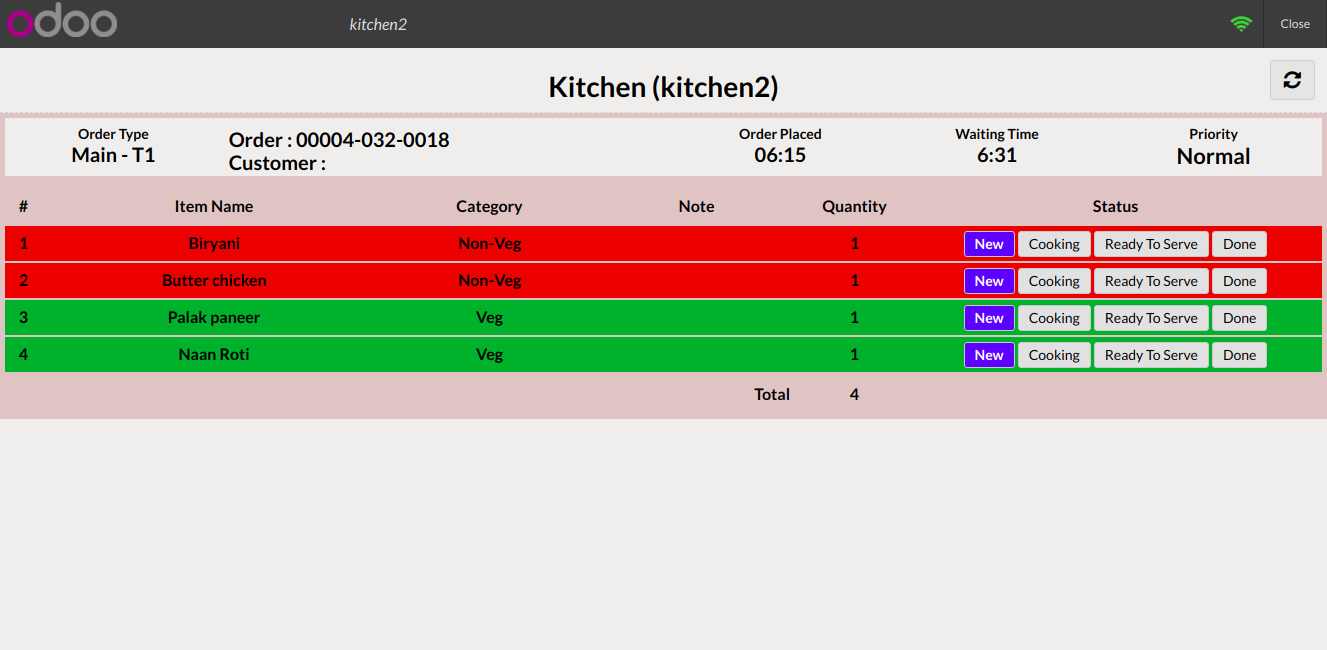 odoo kitchen2 Close
Kitchen (kitchen2)
Order Type Order : 00004-032-0018 Order Placed Waiting Time Priority
Main - T1 Customer : 06:15 6:31 Normal
# Item Name Category Note Quantity Status
1 Biryani Non-Veg 1 New Cooking Ready To Serve Done
2 Butter chicken Non-Veg 1 New Cooking Ready To Serve Done
3 Palak paneer Veg 1 New Cooking Ready To Serve Done
4 Naan Roti Veg 1 New Cooking Ready To Serve Done
Total 4